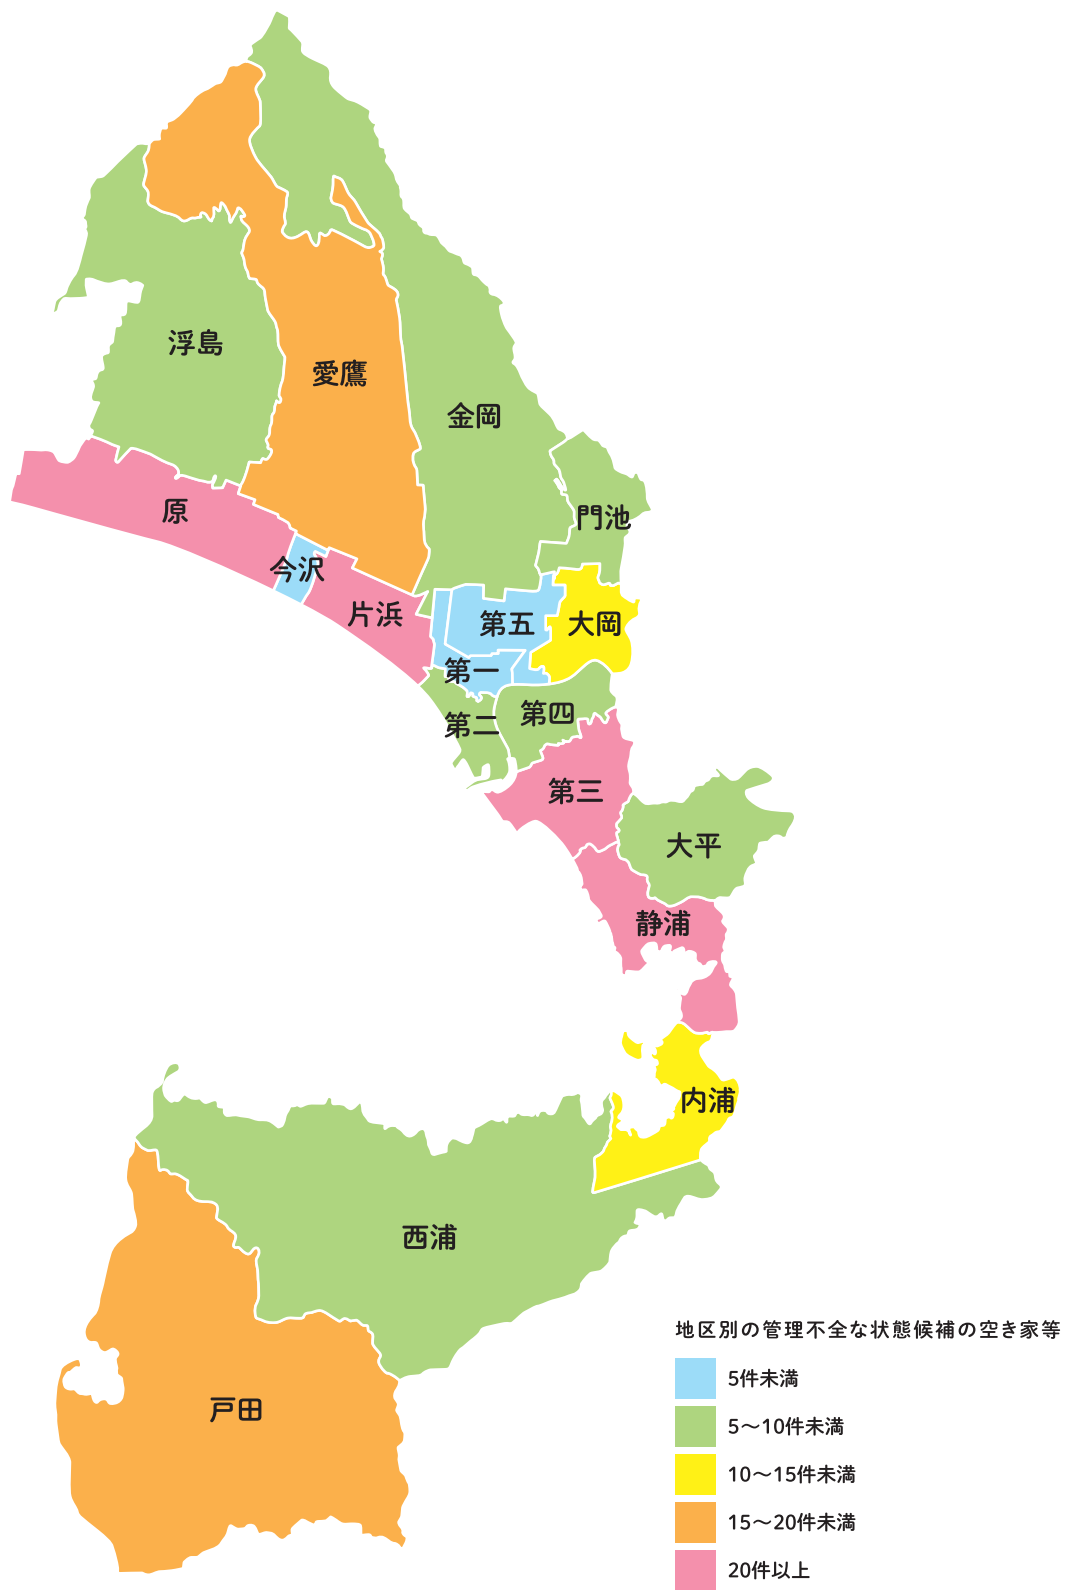 浮島
愛鷹
金岡
原
門池
今沢
片浜
第五
大岡
第一
第二
第四
第三
大平
静浦
内浦
西浦
戸田
地区別の管理不全な状態候補の空き家等
5件未満
5～10件未満
10～15件未満
15～20件未満
20件以上